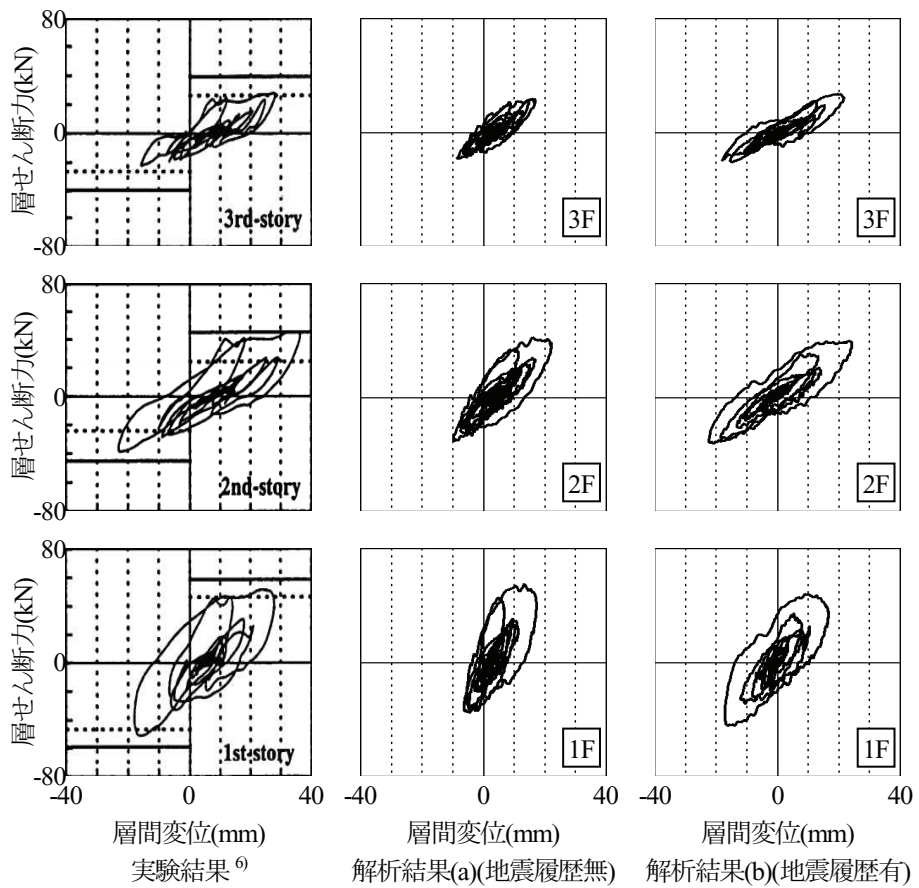 80
層せん断力(kN)
0
-80
3rd-story
3F
3F
80
層せん断力(kN)
0
-80
2nd-story
2F
2F
80
層せん断力(kN)
0
-80
1st-story
1F
1F
-40 0 40
-40 0 40
-40 0 40
層間変位(mm)
層間変位(mm)
層間変位(mm)
実験結果 6)
解析結果(a)(地震履歴無)
解析結果(b)(地震履歴有)